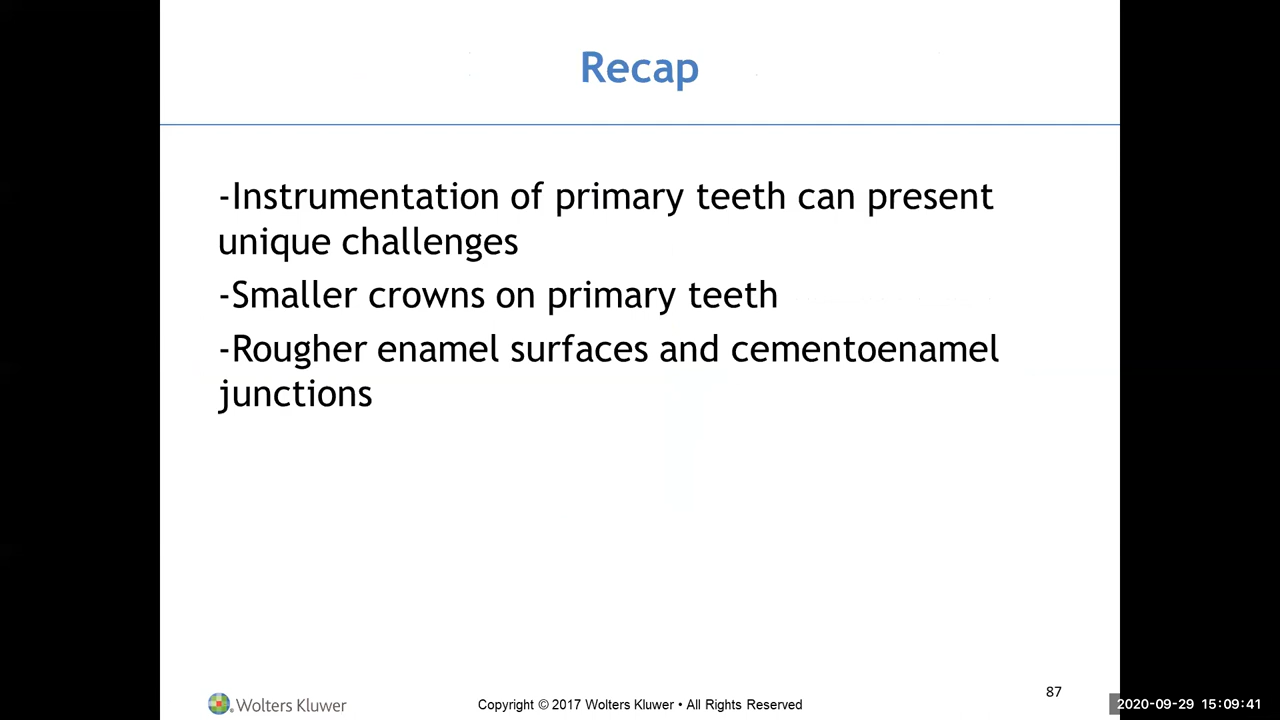 Recap
-Instrumentation of primary teeth can present
unique challenges
-Smaller crowns on primary teeth
-Rougher enamel surfaces and cementoenamel
junctions
Wolters Kluwer
Copyright © 2017 Wolters Kluwer • All Rights Reserved
87
2020-09-29 15:09:41